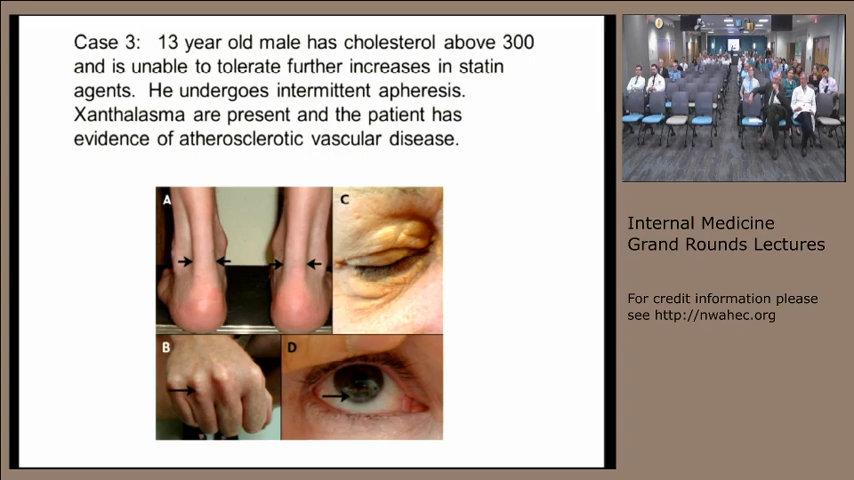 Case 3: 13 year old male has cholesterol above 300
and is unable to tolerate further increases in statin
agents. He undergoes intermittent apheresis.
Xanthalasma are present and the patient has
evidence of atherosclerotic vascular disease.
A
C
B
D
Internal Medicine
Grand Rounds Lectures
For credit information please
see http://nwahec.org